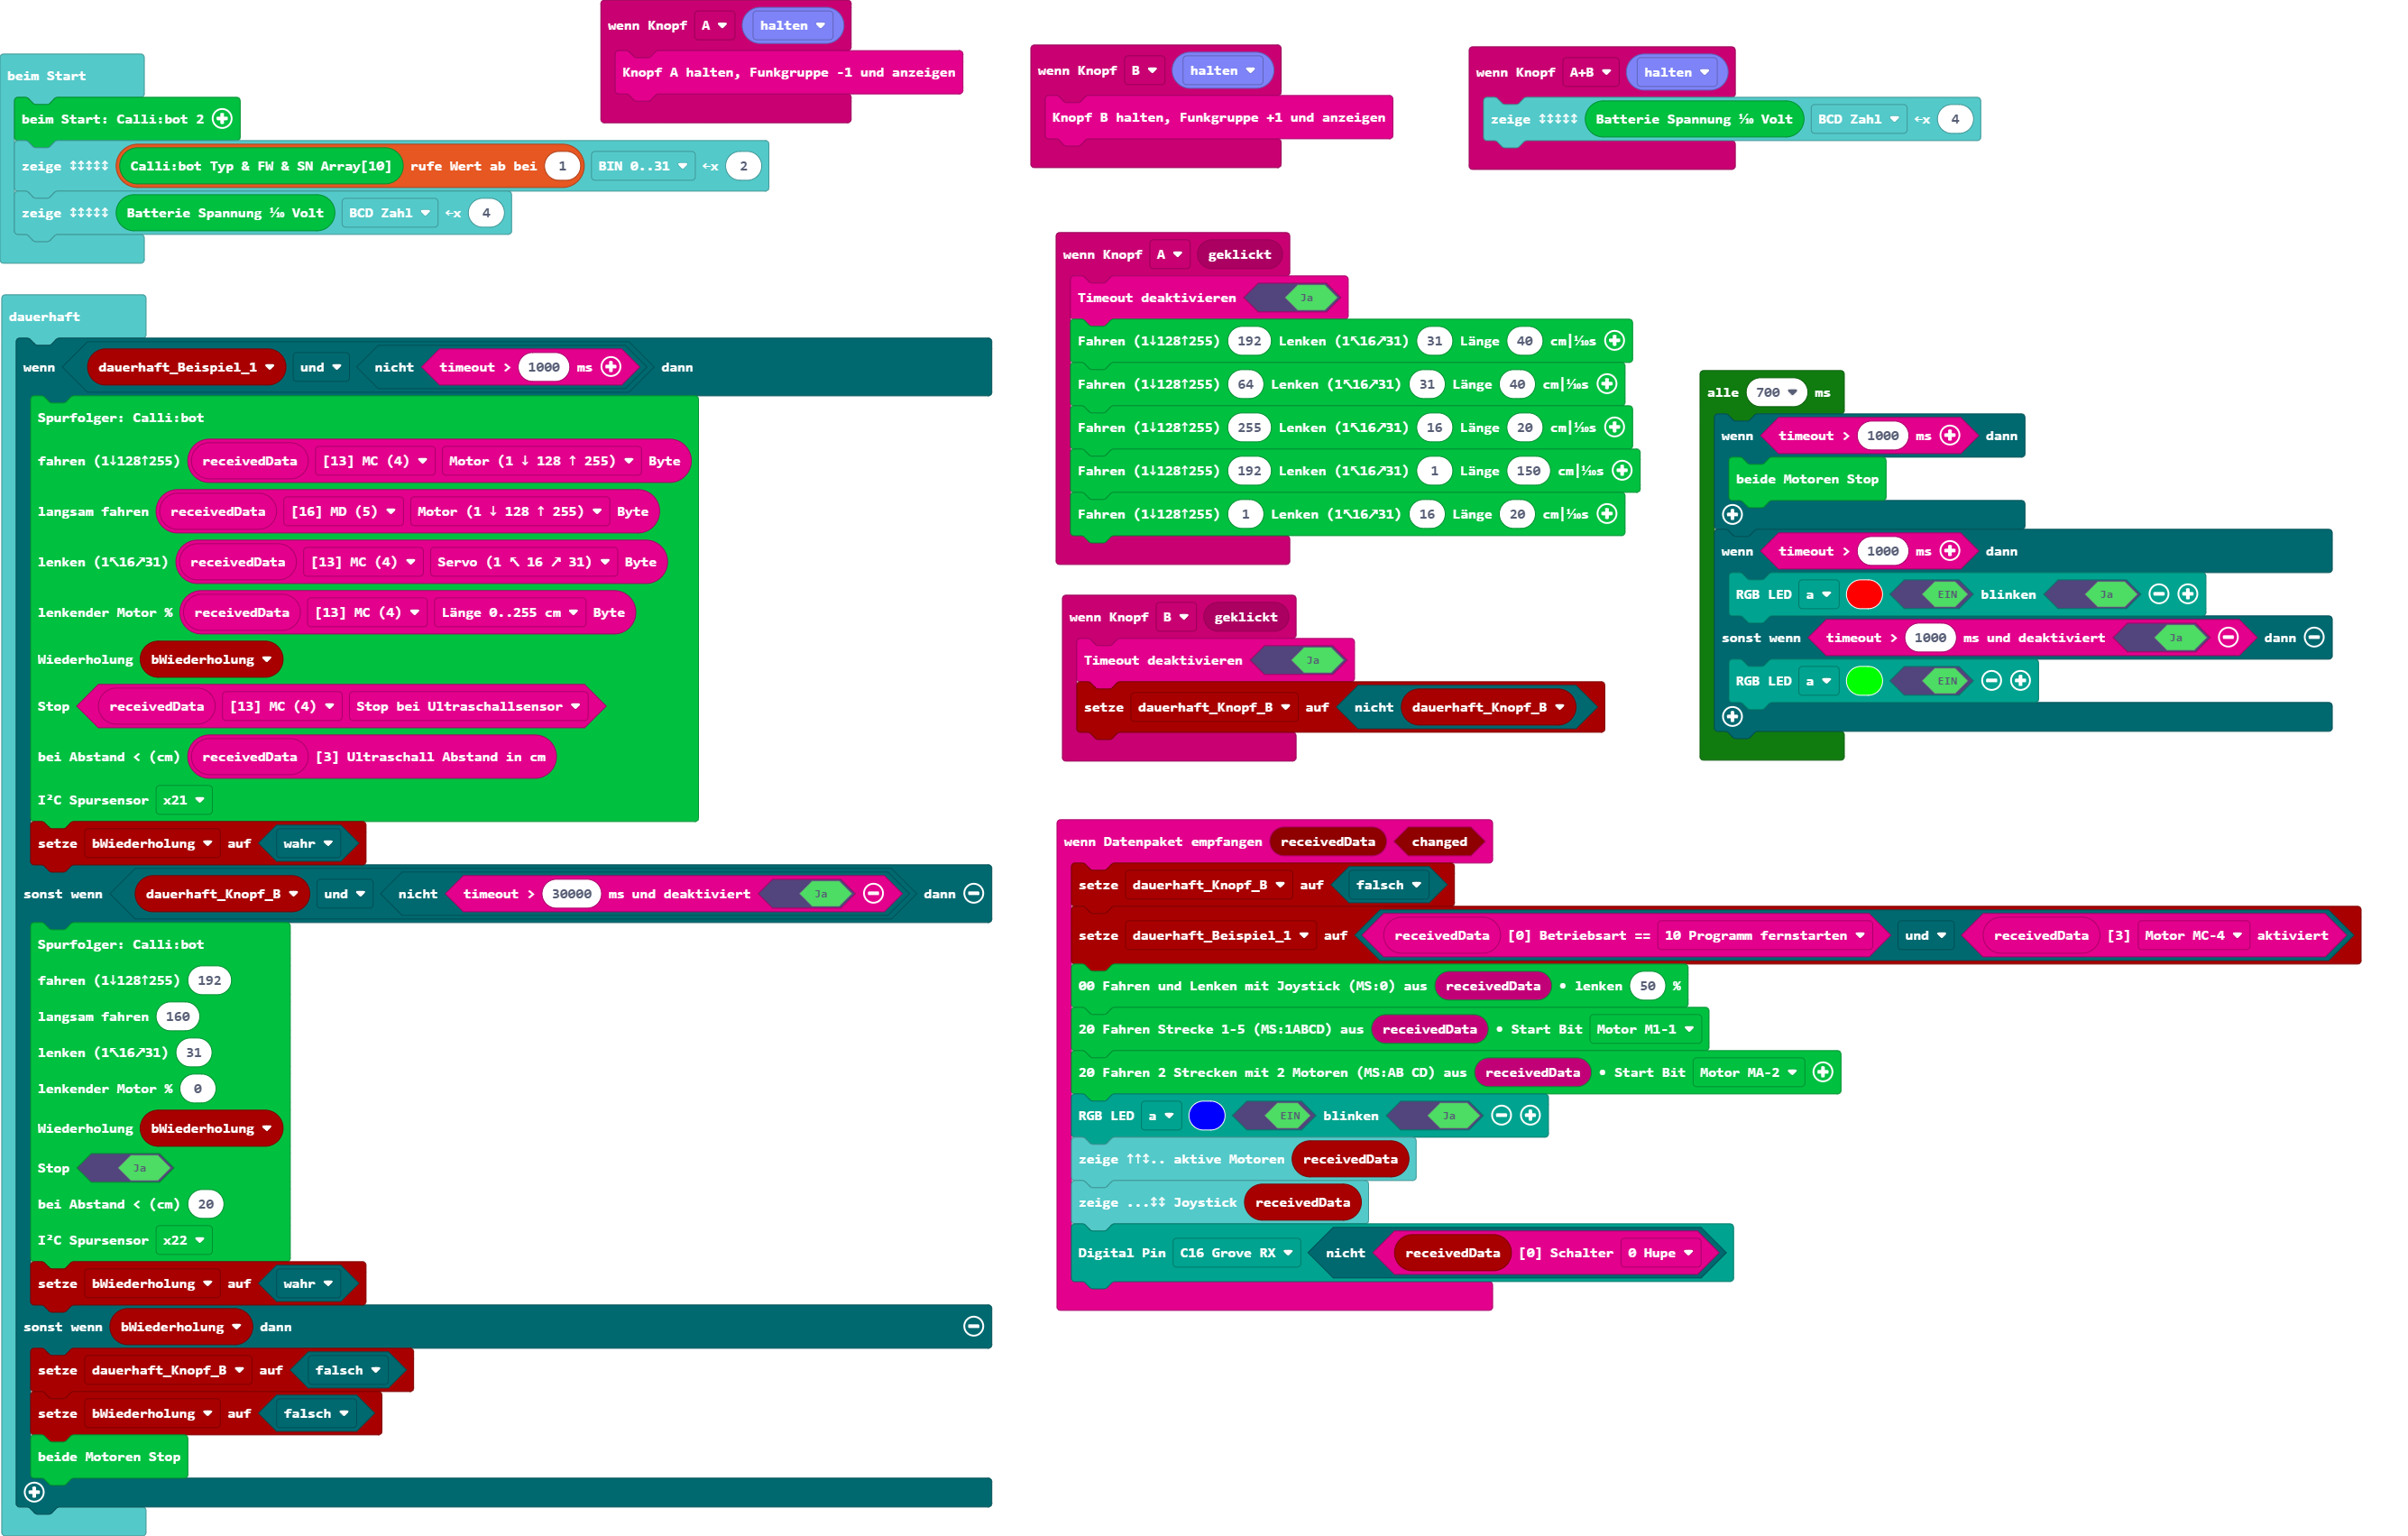 beim Start
beim Start: Calli:bot 2
zeige ↕↕↕↕↕ Calli:bot Typ & FW & SN Array[10] rufe Wert ab bei 1 BIN 0..31 ←x 2
zeige ↕↕↕↕↕ Batterie Spannung ⅒ Volt BCD Zahl ←x 4
wenn Knopf A halten
Knopf A halten, Funkgruppe -1 und anzeigen
wenn Knopf B halten
Knopf B halten, Funkgruppe +1 und anzeigen
wenn Knopf A+B halten
zeige ↕↕↕↕↕ Batterie Spannung ⅒ Volt BCD Zahl ←x 4
dauerhaft
wenn dauerhaft_Beispiel_1 und nicht timeout > 1000 ms dann
Spurfolger: Calli:bot
fahren (1↓128↑255) receivedData [13] MC (4) Motor (1 ↓ 128 ↑ 255) Byte
langsam fahren receivedData [16] MD (5) Motor (1 ↓ 128 ↑ 255) Byte
lenken (1↖16↗31) receivedData [13] MC (4) Servo (1 ↖ 16 ↗ 31) Byte
lenkender Motor % receivedData [13] MC (4) Länge 0..255 cm Byte
Wiederholung bWiederholung
Stop receivedData [13] MC (4) Stop bei Ultraschallsensor
bei Abstand < (cm) receivedData [3] Ultraschall Abstand in cm
I²C Spursensor x21
setze bWiederholung auf wahr
sonst wenn dauerhaft_Knopf_B und nicht timeout > 30000 ms und deaktiviert Ja dann
Spurfolger: Calli:bot
fahren (1↓128↑255) 192
langsam fahren 160
lenken (1↖16↗31) 31
lenkender Motor % 0
Wiederholung bWiederholung
Stop Ja
bei Abstand < (cm) 20
I²C Spursensor x22
setze bWiederholung auf wahr
sonst wenn bWiederholung dann
setze dauerhaft_Knopf_B auf falsch
setze bWiederholung auf falsch
beide Motoren Stop
wenn Knopf A geklickt
Timeout deaktivieren Ja
Fahren (1↓128↑255) 192 Lenken (1↖16↗31) 31 Länge 40 cm|⅒s
Fahren (1↓128↑255) 64 Lenken (1↖16↗31) 31 Länge 40 cm|⅒s
Fahren (1↓128↑255) 255 Lenken (1↖16↗31) 16 Länge 20 cm|⅒s
Fahren (1↓128↑255) 192 Lenken (1↖16↗31) 1 Länge 150 cm|⅒s
Fahren (1↓128↑255) 1 Lenken (1↖16↗31) 16 Länge 20 cm|⅒s
wenn Knopf B geklickt
Timeout deaktivieren Ja
setze dauerhaft_Knopf_B auf nicht dauerhaft_Knopf_B
alle 700 ms
wenn timeout > 1000 ms dann
beide Motoren Stop
wenn timeout > 1000 ms dann
RGB LED a EIN blinken Ja
sonst wenn timeout > 1000 ms und deaktiviert Ja dann
RGB LED a EIN
wenn Datenpaket empfangen receivedData changed
setze dauerhaft_Knopf_B auf falsch
setze dauerhaft_Beispiel_1 auf receivedData [0] Betriebsart == 10 Programm fernstarten und receivedData [3] Motor MC-4 aktiviert
00 Fahren und Lenken mit Joystick (MS:0) aus receivedData • lenken 50 %
20 Fahren Strecke 1-5 (MS:1ABCD) aus receivedData • Start Bit Motor M1-1
20 Fahren 2 Strecken mit 2 Motoren (MS:AB CD) aus receivedData • Start Bit Motor MA-2
RGB LED a EIN blinken Ja
zeige ↑↑↕.. aktive Motoren receivedData
zeige ...↕↕ Joystick receivedData
Digital Pin C16 Grove RX nicht receivedData [0] Schalter 0 Hupe